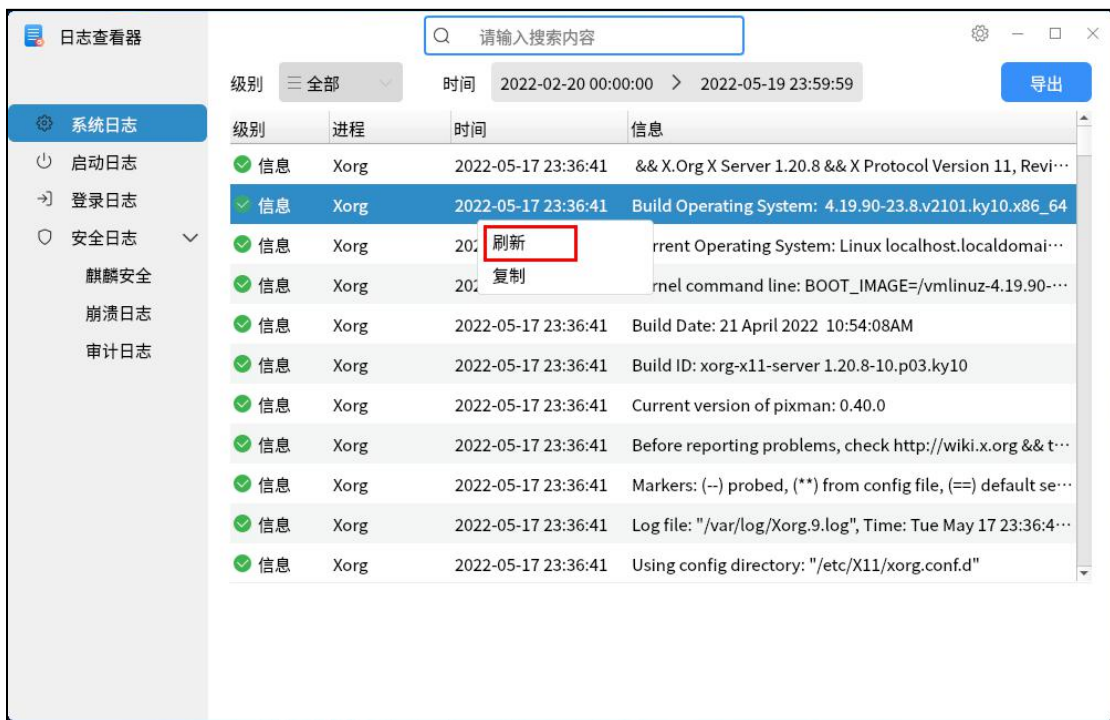 日志查看器
请输入搜索内容
级别 全部 时间 2022-02-20 00:00:00 > 2022-05-19 23:59:59 导出
系统日志
启动日志
登录日志
安全日志
麒麟安全
崩溃日志
审计日志
级别 进程 时间 信息
信息 Xorg 2022-05-17 23:36:41 && X.Org X Server 1.20.8 && X Protocol Version 11, Revi···
信息 Xorg 2022-05-17 23:36:41 Build Operating System: 4.19.90-23.8.v2101.ky10.x86_64
信息 Xorg 202 rrent Operating System: Linux localhost.localdomai···
信息 Xorg 202 rnel command line: BOOT_IMAGE=/vmlinuz-4.19.90-···
刷新
复制
信息 Xorg 2022-05-17 23:36:41 Build Date: 21 April 2022 10:54:08AM
信息 Xorg 2022-05-17 23:36:41 Build ID: xorg-x11-server 1.20.8-10.p03.ky10
信息 Xorg 2022-05-17 23:36:41 Current version of pixman: 0.40.0
信息 Xorg 2022-05-17 23:36:41 Before reporting problems, check http://wiki.x.org && t···
信息 Xorg 2022-05-17 23:36:41 Markers: (--) probed, (**) from config file, (==) default se···
信息 Xorg 2022-05-17 23:36:41 Log file: "/var/log/Xorg.9.log", Time: Tue May 17 23:36:4···
信息 Xorg 2022-05-17 23:36:41 Using config directory: "/etc/X11/xorg.conf.d"